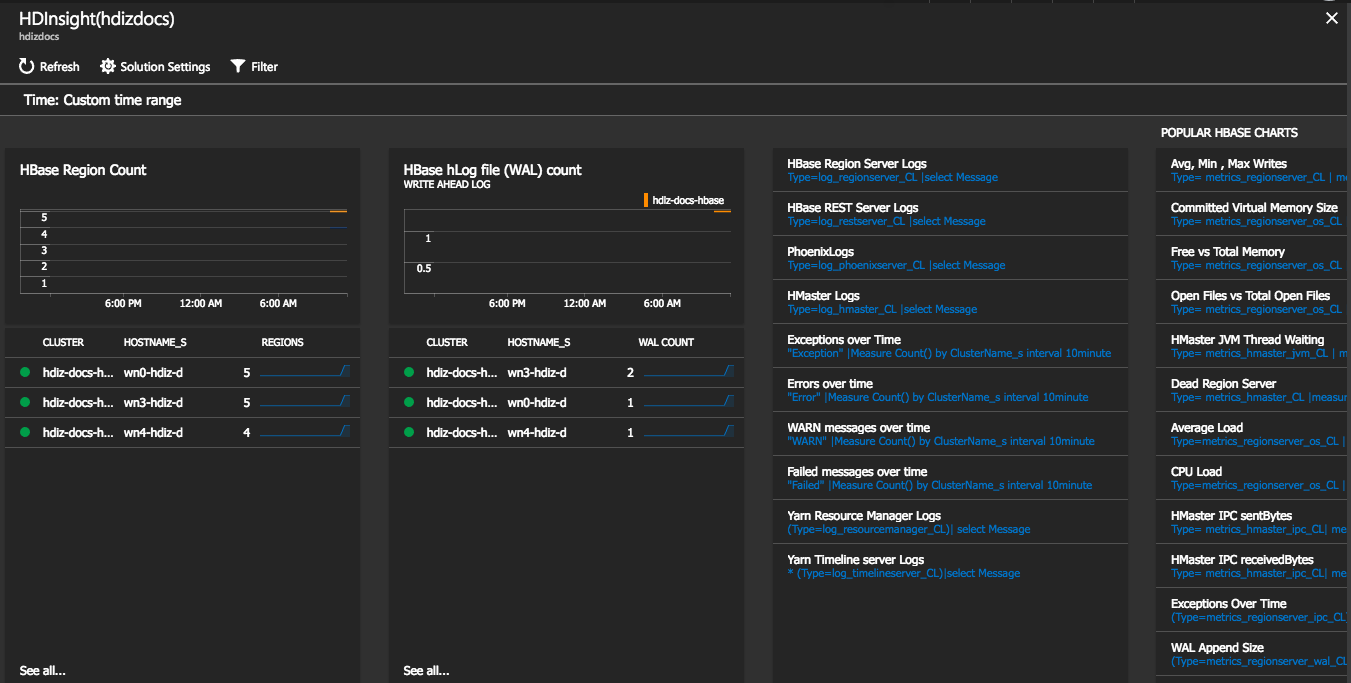 HDInsight(hdizdocs)
hdizdocs
Refresh
Solution Settings
Filter
Time: Custom time range
HBase Region Count
5
4
3
2
1
6:00 PM 12:00 AM 6:00 AM
CLUSTER HOSTNAME_S REGIONS
hdiz-docs-h... wn0-hdiz-d 5
hdiz-docs-h... wn3-hdiz-d 5
hdiz-docs-h... wn4-hdiz-d 4
See all...
HBase hLog file (WAL) count
WRITE AHEAD LOG
hdiz-docs-hbase
1
0.5
6:00 PM 12:00 AM 6:00 AM
CLUSTER HOSTNAME_S WAL COUNT
hdiz-docs-h... wn3-hdiz-d 2
hdiz-docs-h... wn0-hdiz-d 1
hdiz-docs-h... wn4-hdiz-d 1
See all...
HBase Region Server Logs
Type=log_regionserver_CL |select Message
HBase REST Server Logs
Type=log_restserver_CL |select Message
PhoenixLogs
Type=log_phoenixserver_CL |select Message
HMaster Logs
Type=log_hmaster_CL |select Message
Exceptions over Time
"Exception" |Measure Count() by ClusterName_s interval 10minute
Errors over time
"Error" |Measure Count() by ClusterName_s interval 10minute
WARN messages over time
"WARN" |Measure Count() by ClusterName_s interval 10minute
Failed messages over time
"Failed" |Measure Count() by ClusterName_s interval 10minute
Yarn Resource Manager Logs
(Type=log_resourcemanager_CL)| select Message
Yarn Timeline server Logs
* (Type=log_timelineserver_CL)|select Message
POPULAR HBASE CHARTS
Avg, Min , Max Writes
Type= metrics_regionserver_CL | m
Committed Virtual Memory Size
Type= metrics_regionserver_os_CL
Free vs Total Memory
Type= metrics_regionserver_os_CL
Open Files vs Total Open Files
Type= metrics_regionserver_os_CL
HMaster JVM Thread Waiting
Type= metrics_hmaster_jvm_CL | m
Dead Region Server
Type= metrics_hmaster_CL |measur
Average Load
Type=metrics_regionserver_os_CL |
CPU Load
Type=metrics_regionserver_os_CL |
HMaster IPC sentBytes
Type= metrics_hmaster_ipc_CL| me
HMaster IPC receivedBytes
Type= metrics_hmaster_ipc_CL| me
Exceptions Over Time
(Type=metrics_regionserver_ipc_CL)
WAL Append Size
(Type=metrics_regionserver_wal_CL